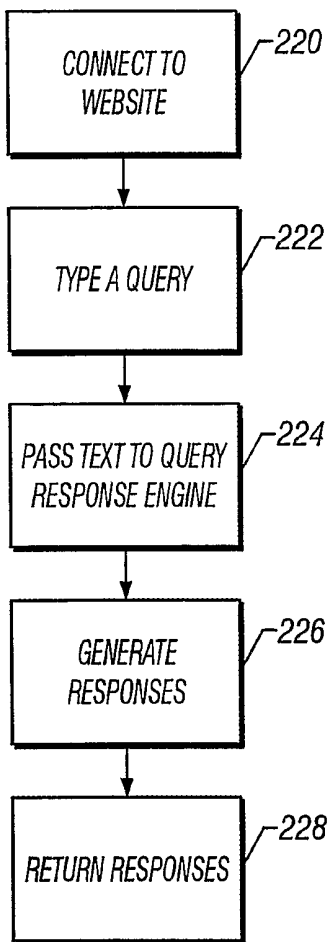 220
CONNECT TO
WEBSITE
222
TYPE A QUERY
224
PASS TEXT TO QUERY
RESPONSE ENGINE
226
GENERATE
RESPONSES
228
RETURN RESPONSES